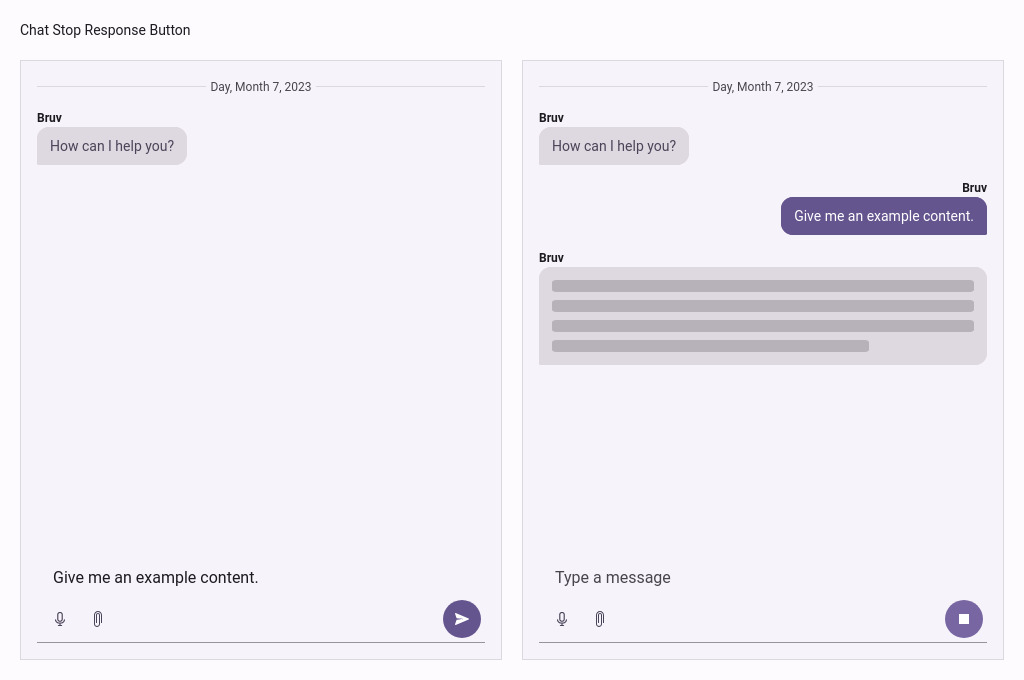 Chat Stop Response Button
Day, Month 7, 2023
Bruv
How can I help you?
Give me an example content.
Day, Month 7, 2023
Bruv
How can I help you?
Bruv
Give me an example content.
Bruv
Type a message